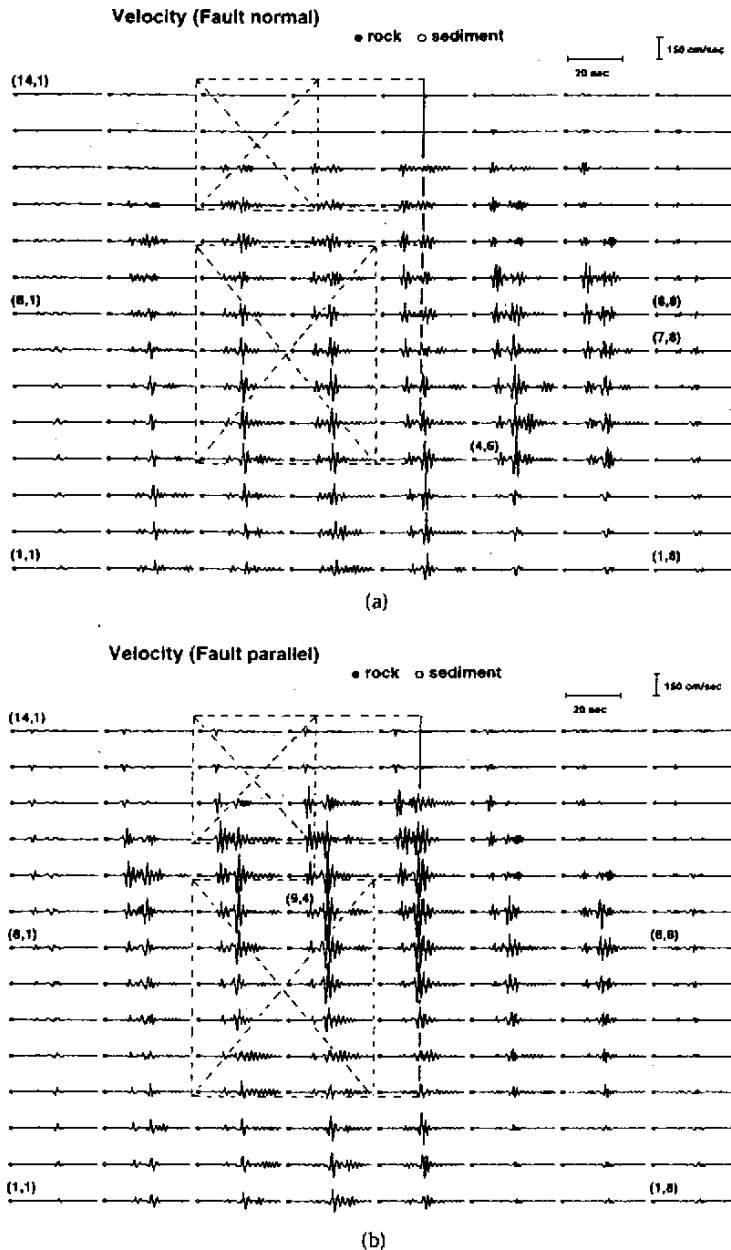 Velocity (Fault normal)
● rock ○ sediment
20 sec
150 cm/sec
(14,1)
(8,1)
(8,8)
(7,8)
(4,6)
(1,1)
(1,8)
(a)
Velocity (Fault parallel)
● rock ○ sediment
20 sec
150 cm/sec
(14,1)
(9,4)
(8,1)
(8,8)
(1,1)
(1,8)
(b)